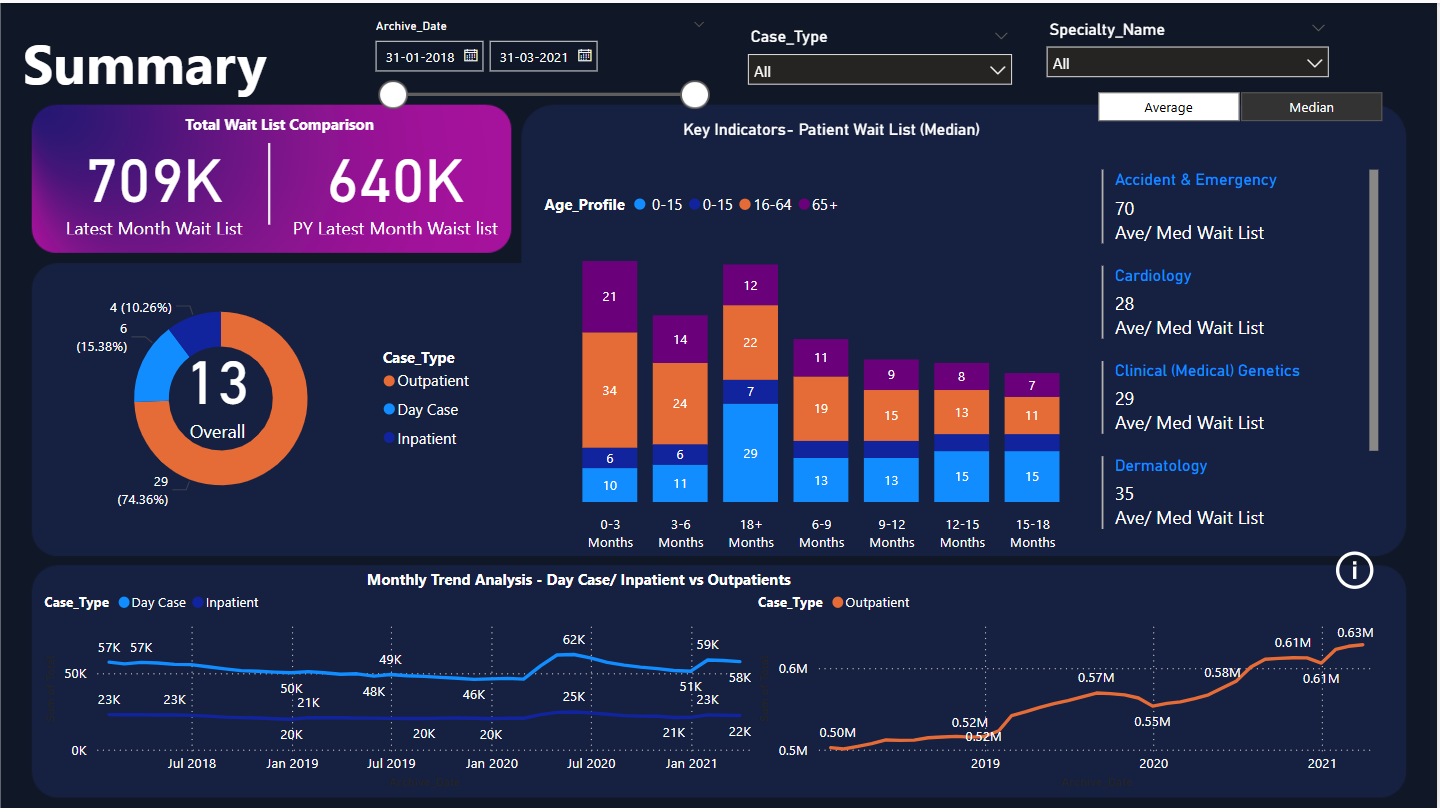 Summary
Archive_Date
31-01-2018 31-03-2021
Case_Type
All
Specialty_Name
All
Average Median
Total Wait List Comparison
709K 640K
Latest Month Wait List PY Latest Month Waist list
Key Indicators- Patient Wait List (Median)
Age_Profile 0-15 0-15 16-64 65+
21 34 6 10
14 24 6 11
12 22 7 29
11 19 13
9 15 13
8 13 15
7 11 15
0-3 3-6 18+ 6-9 9-12 12-15 15-18
Months Months Months Months Months Months Months
Accident & Emergency
70
Ave/ Med Wait List
Cardiology
28
Ave/ Med Wait List
Clinical (Medical) Genetics
29
Ave/ Med Wait List
Dermatology
35
Ave/ Med Wait List
4 (10.26%)
6
(15.38%)
13
Overall
29
(74.36%)
Case_Type
Outpatient
Day Case
Inpatient
Monthly Trend Analysis - Day Case/ Inpatient vs Outpatients
i
Case_Type Day Case Inpatient
57K 57K 50K 48K 49K 46K 62K 51K 59K 58K
50K
23K 23K 20K 21K 20K 20K 25K 21K 23K 22K
0K
Jul 2018 Jan 2019 Jul 2019 Jan 2020 Jul 2020 Jan 2021
Case_Type Outpatient
0.6M
0.50M 0.52M 0.52M 0.57M 0.55M 0.58M 0.61M 0.61M 0.63M
0.5M
2019 2020 2021